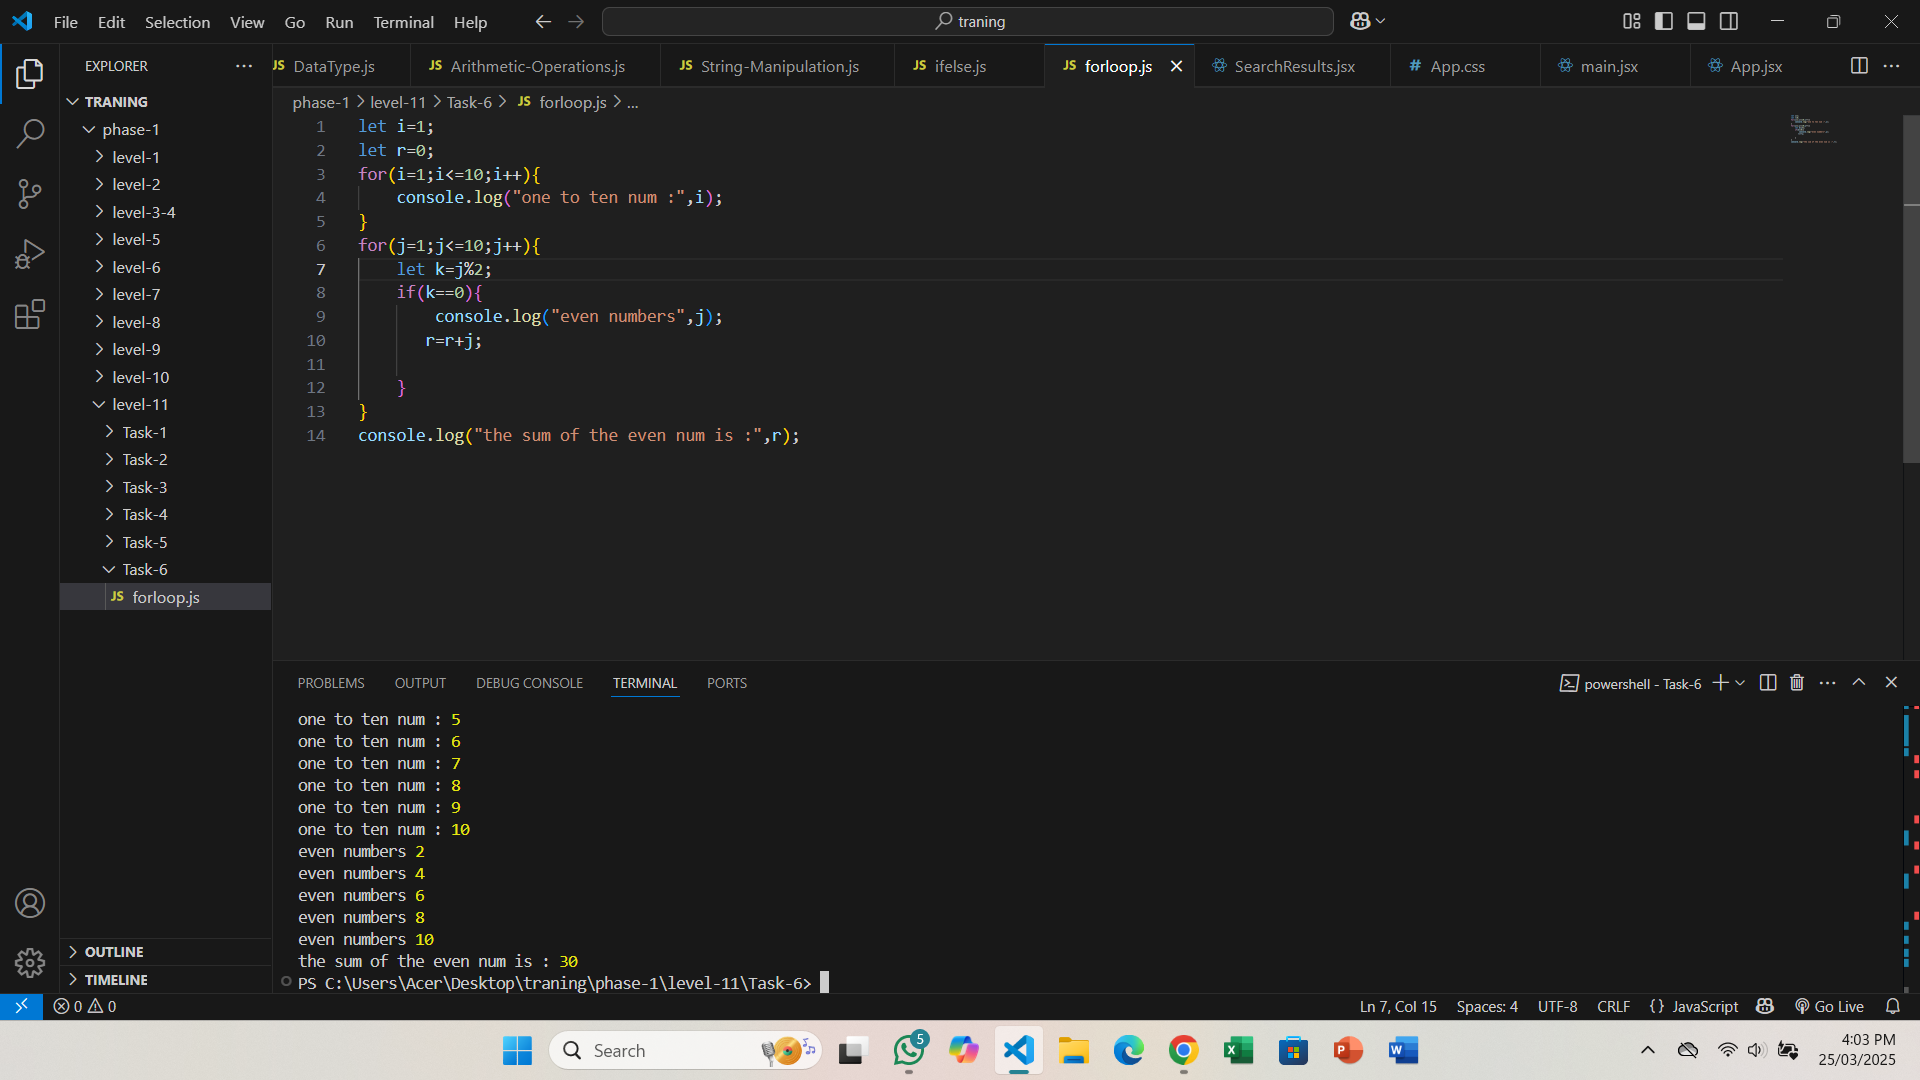 File Edit Selection View Go Run Terminal Help
traning
EXPLORER
JS DataType.js JS Arithmetic-Operations.js JS String-Manipulation.js JS ifelse.js JS forloop.js SearchResults.jsx # App.css main.jsx App.jsx
phase-1 > level-11 > Task-6 > JS forloop.js > ...
TRANING
phase-1
level-1
level-2
level-3-4
level-5
level-6
level-7
level-8
level-9
level-10
level-11
Task-1
Task-2
Task-3
Task-4
Task-5
Task-6
JS forloop.js
OUTLINE
TIMELINE
1 let i=1;
2 let r=0;
3 for(i=1;i<=10;i++){
4 console.log("one to ten num :",i);
5 }
6 for(j=1;j<=10;j++){
7 let k=j%2;
8 if(k==0){
9 console.log("even numbers",j);
10 r=r+j;
11
12 }
13 }
14 console.log("the sum of the even num is :",r);
PROBLEMS OUTPUT DEBUG CONSOLE TERMINAL PORTS
powershell - Task-6
one to ten num : 5
one to ten num : 6
one to ten num : 7
one to ten num : 8
one to ten num : 9
one to ten num : 10
even numbers 2
even numbers 4
even numbers 6
even numbers 8
even numbers 10
the sum of the even num is : 30
PS C:\Users\Acer\Desktop\traning\phase-1\level-11\Task-6>
0 0 Ln 7, Col 15 Spaces: 4 UTF-8 CRLF {} JavaScript Go Live
Search
5
4:03 PM
25/03/2025